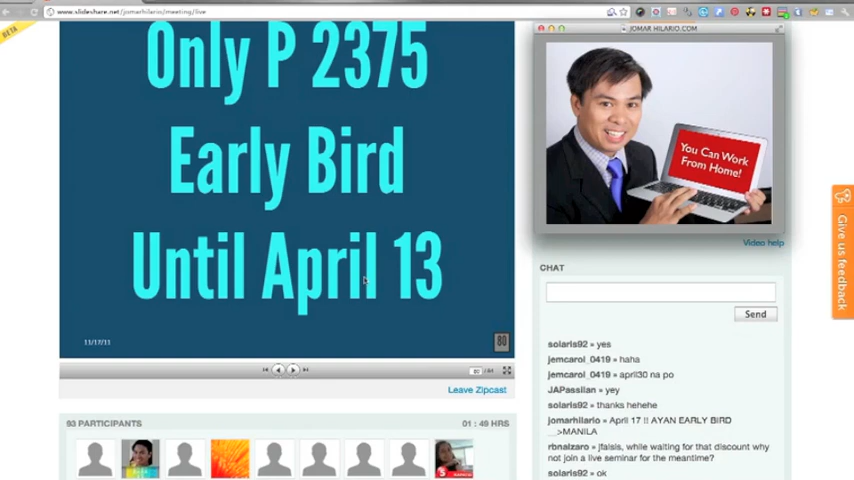 www.slideshare.net/jomarhilario/meeting/live
BETA
Only P 2375
Early Bird
Until April 13
11/17/11
80
80 / 84
Leave Zipcast
93 PARTICIPANTS
01 : 49 HRS
JOMAR HILARIO.COM
You Can Work
From Home!
Video help
Give us feedback
CHAT
Send
solaris92 » yes
jemcarol_0419 » haha
jemcarol_0419 » april30 na po
JAPassilan » yey
solaris92 » thanks hehehe
jomarhilario » April 17 !! AYAN EARLY BIRD
__>MANILA
rbnalzaro » jfalsis, while waiting for that discount why
not join a live seminar for the meantime?
solaris92 » ok